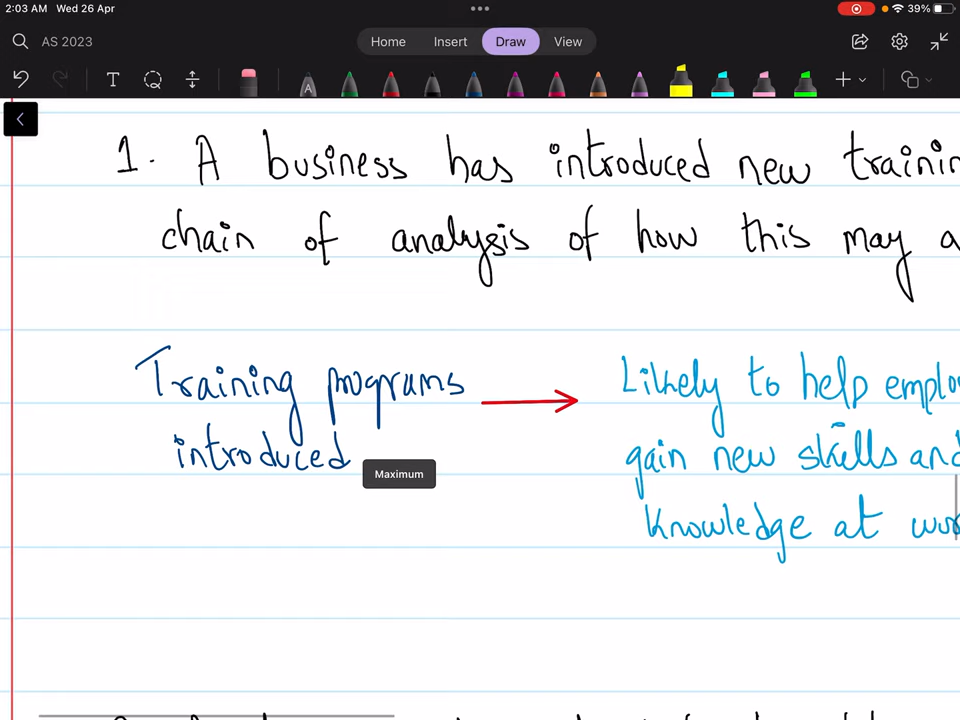 2:03 AM Wed 26 Apr
39%
AS 2023
Home Insert Draw View
T
A
1. A business has introduced new trainin
chain of analysis of how this may a
Training programs
introduced
Maximum
Likely to help emplo
gain new skills and
knowledge at wo